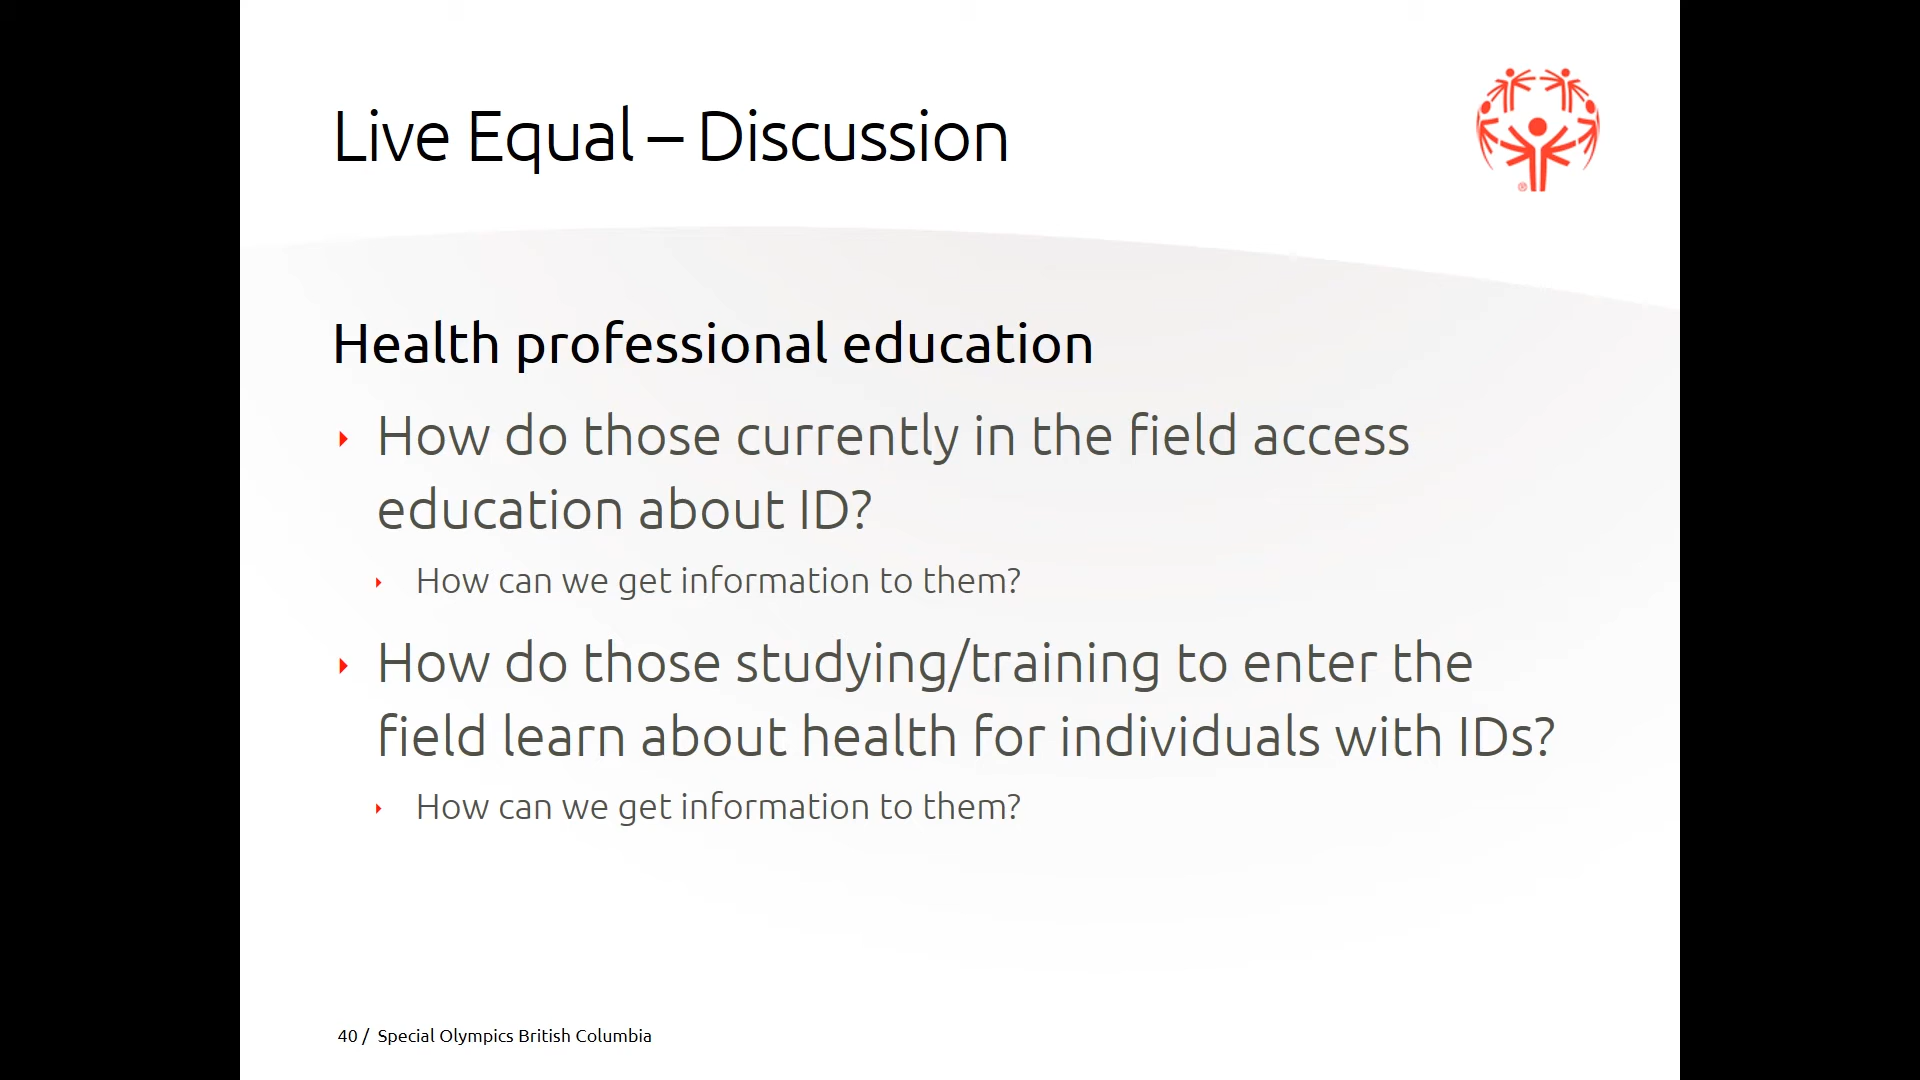 Live Equal – Discussion
®
Health professional education
How do those currently in the field access
education about ID?
How can we get information to them?
How do those studying/training to enter the
field learn about health for individuals with IDs?
How can we get information to them?
40 / Special Olympics British Columbia